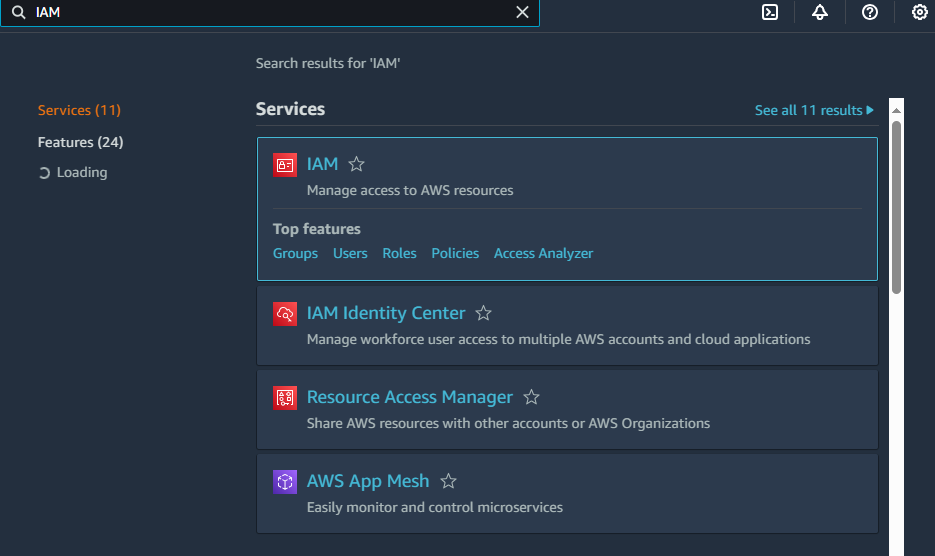 IAM
Search results for 'IAM'
Services (11)
Features (24)
Loading
Services
See all 11 results
IAM
Manage access to AWS resources
Top features
Groups Users Roles Policies Access Analyzer
IAM Identity Center
Manage workforce user access to multiple AWS accounts and cloud applications
Resource Access Manager
Share AWS resources with other accounts or AWS Organizations
AWS App Mesh
Easily monitor and control microservices